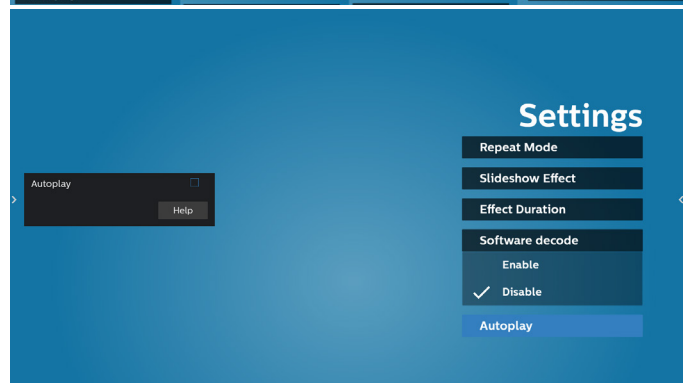 Settings
Repeat Mode
Slideshow Effect
Autoplay
Help
Effect Duration
Software decode
Enable
Disable
Autoplay